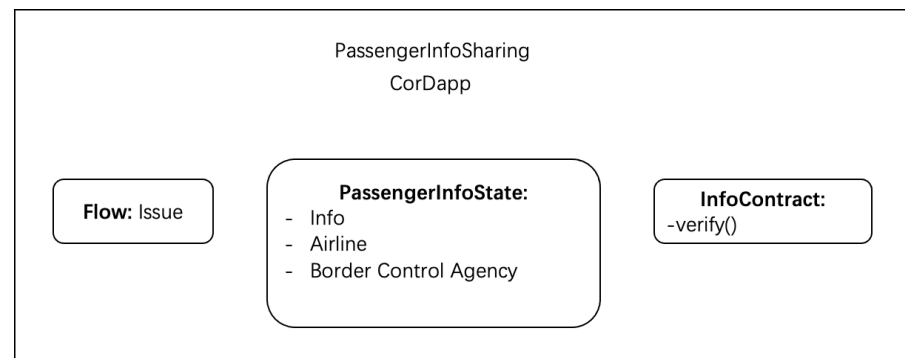 PassengerInfoSharing
CorDapp
Flow: Issue
PassengerInfoState:
- Info
- Airline
- Border Control Agency
InfoContract:
-verify()